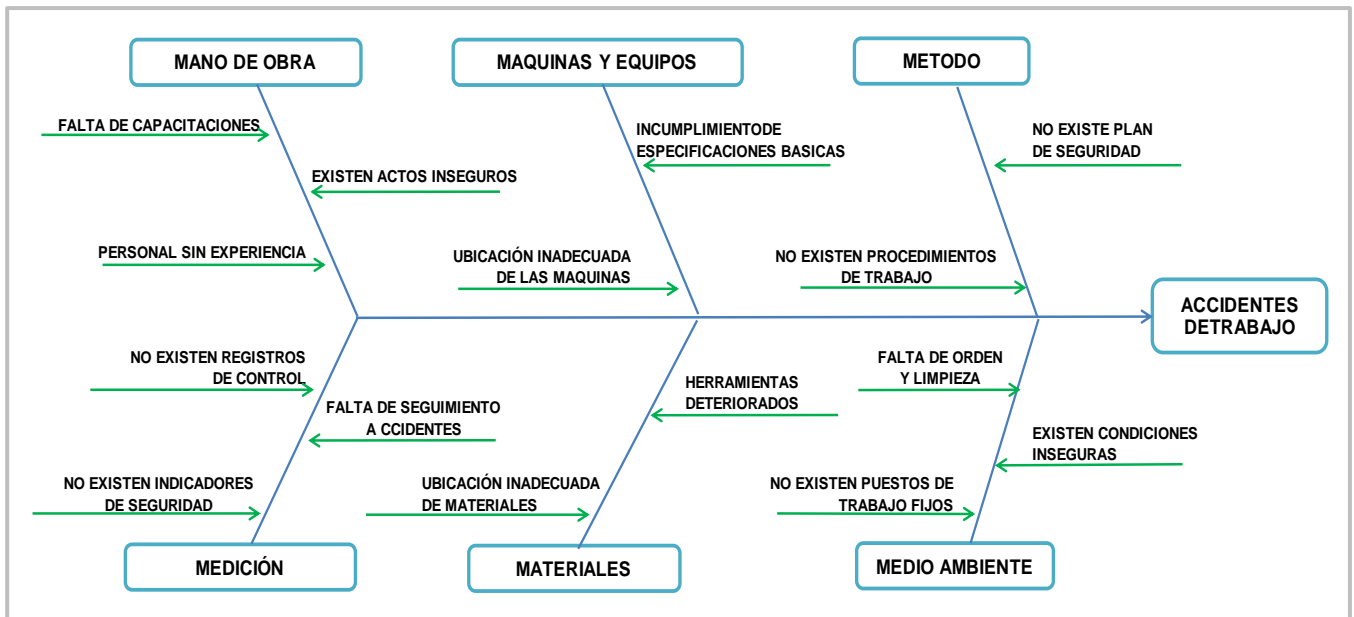 MANO DE OBRA
MAQUINAS Y EQUIPOS
METODO
FALTA DE CAPACITACIONES
EXISTEN ACTOS INSEGUROS
PERSONAL SIN EXPERIENCIA
INCUMPLIMIENTODE
ESPECIFICACIONES BASICAS
UBICACIÓN INADECUADA
DE LAS MAQUINAS
NO EXISTE PLAN
DE SEGURIDAD
NO EXISTEN PROCEDIMIENTOS
DE TRABAJO
ACCIDENTES
DETRABAJO
NO EXISTEN REGISTROS
DE CONTROL
FALTA DE SEGUIMIENTO
A CCIDENTES
NO EXISTEN INDICADORES
DE SEGURIDAD
HERRAMIENTAS
DETERIORADOS
UBICACIÓN INADECUADA
DE MATERIALES
FALTA DE ORDEN
Y LIMPIEZA
EXISTEN CONDICIONES
INSEGURAS
NO EXISTEN PUESTOS DE
TRABAJO FIJOS
MEDICIÓN
MATERIALES
MEDIO AMBIENTE